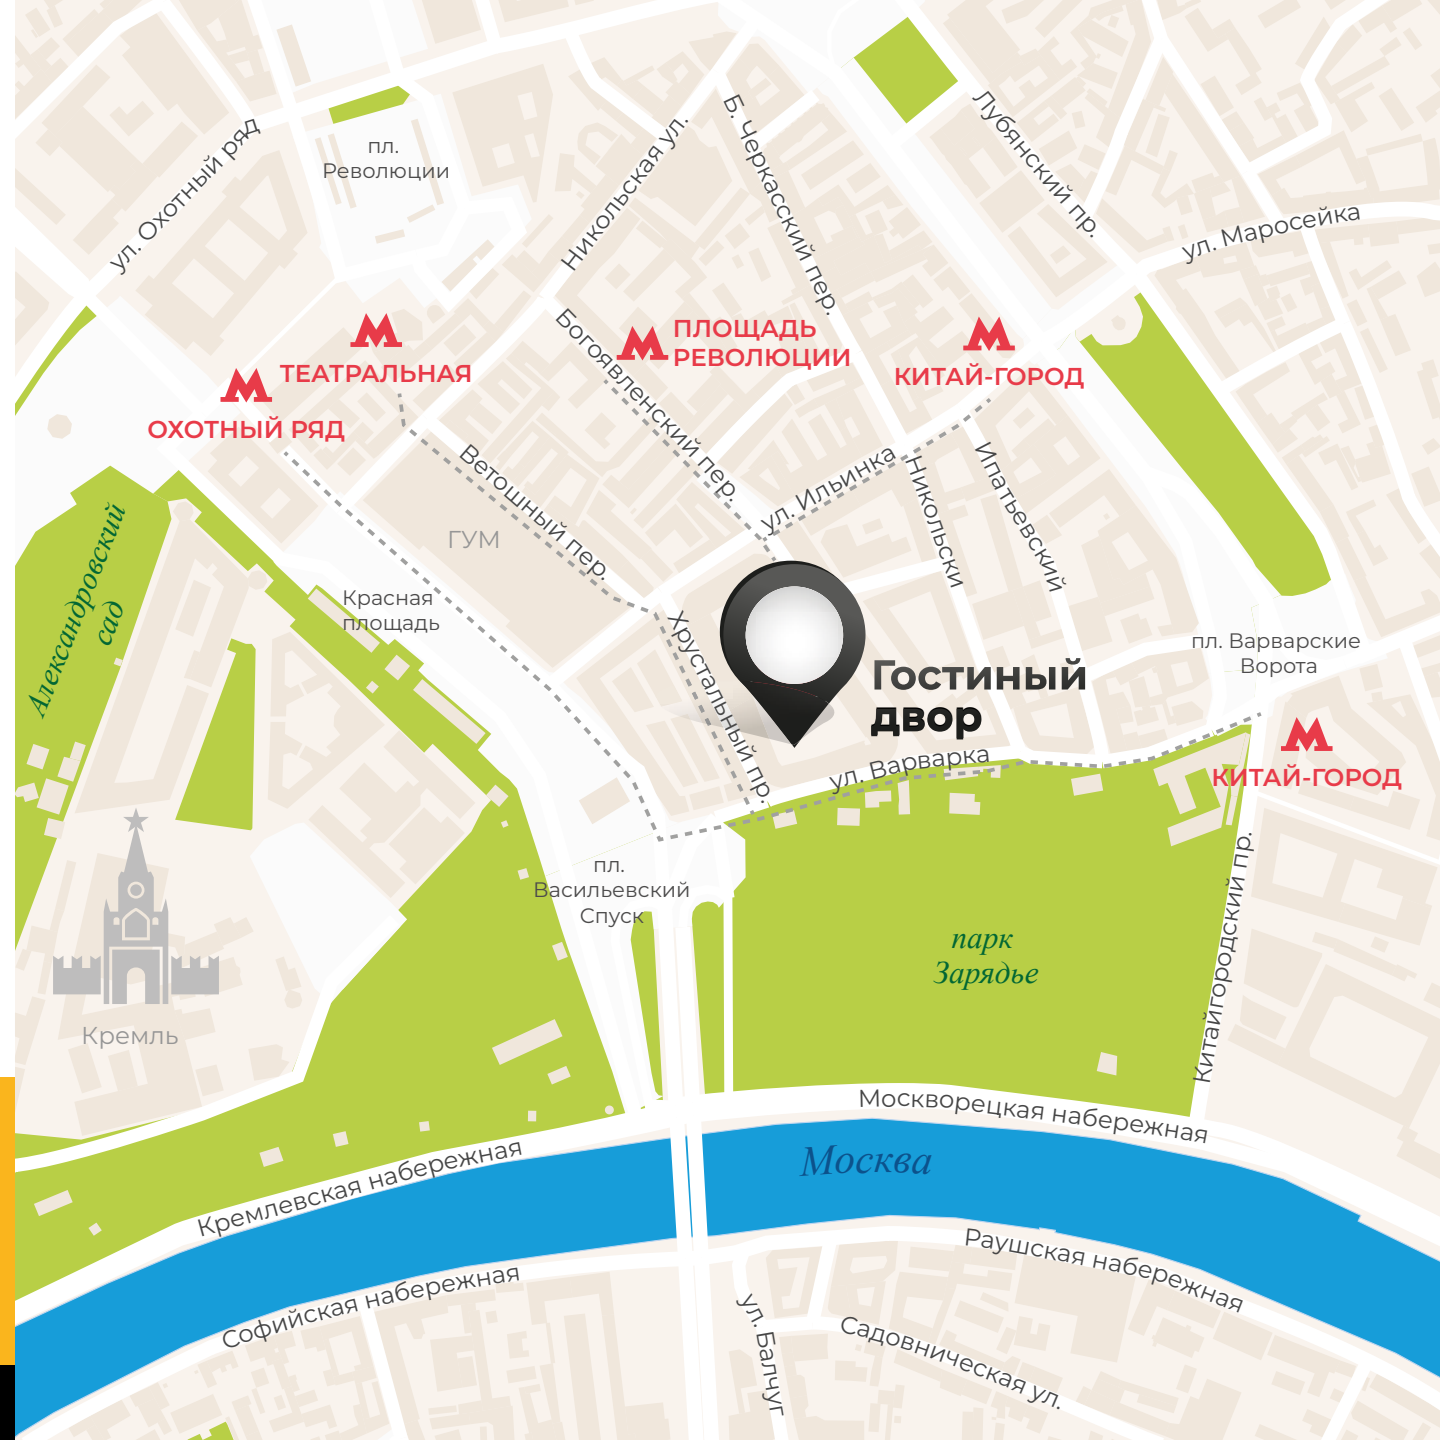 ул. Охотный ряд
пл.
Революции
Никольская ул.
Б. Черкасский пер.
Лубянский пр.
ул. Маросейка
ТЕАТРАЛЬНАЯ
ОХОТНЫЙ РЯД
Богоявленский пер.
ПЛОЩАДЬ
РЕВОЛЮЦИИ
КИТАЙ-ГОРОД
Ветошный пер.
ГУМ
ул. Ильинка
Никольски
Ипатьевский
Александровский
сад
Красная
площадь
Хрустальный пр.
Гостиный
двор
ул. Варварка
пл. Варварские
Ворота
КИТАЙ-ГОРОД
пл.
Васильевский
Спуск
парк
Зарядье
Китайгородский пр.
Кремль
Москворецкая набережная
Москва
Кремлевская набережная
Софийская набережная
Раушская набережная
ул. Балчуг
Садовническая ул.